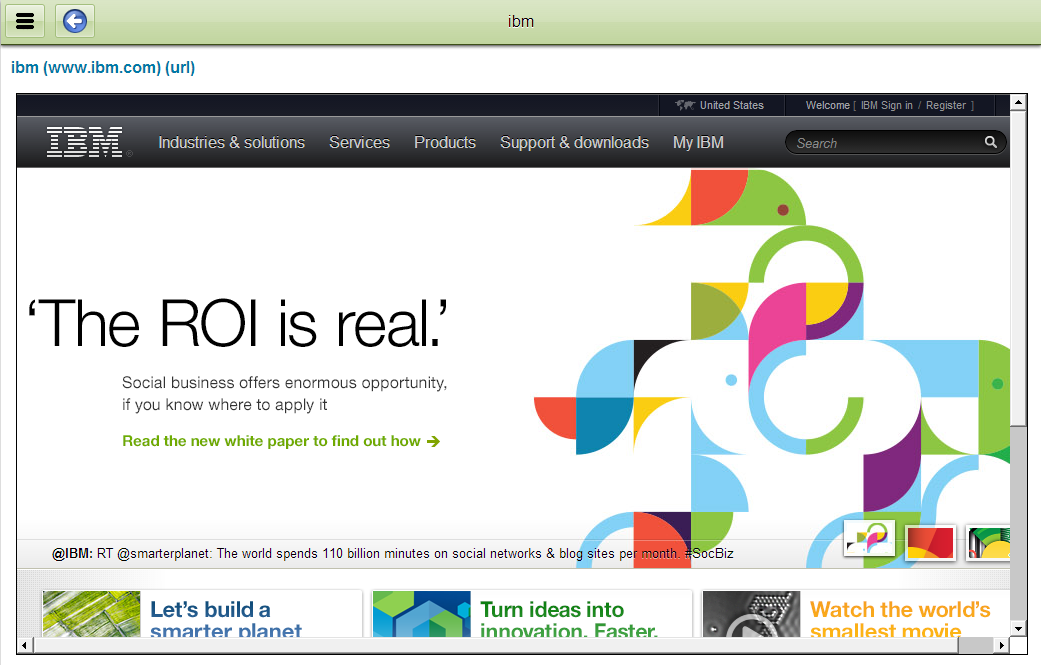 ibm
ibm (www.ibm.com) (url)
United States
Welcome [ IBM Sign in / Register ]
IBM ®
Industries & solutions
Services
Products
Support & downloads
My IBM
Search
‘The ROI is real.’
Social business offers enormous opportunity,
if you know where to apply it
Read the new white paper to find out how →
@IBM: RT @smarterplanet: The world spends 110 billion minutes on social networks & blog sites per month. #SocBiz
Let's build a
smarter planet
Turn ideas into
innovation. Faster.
Watch the world's
smallest movie